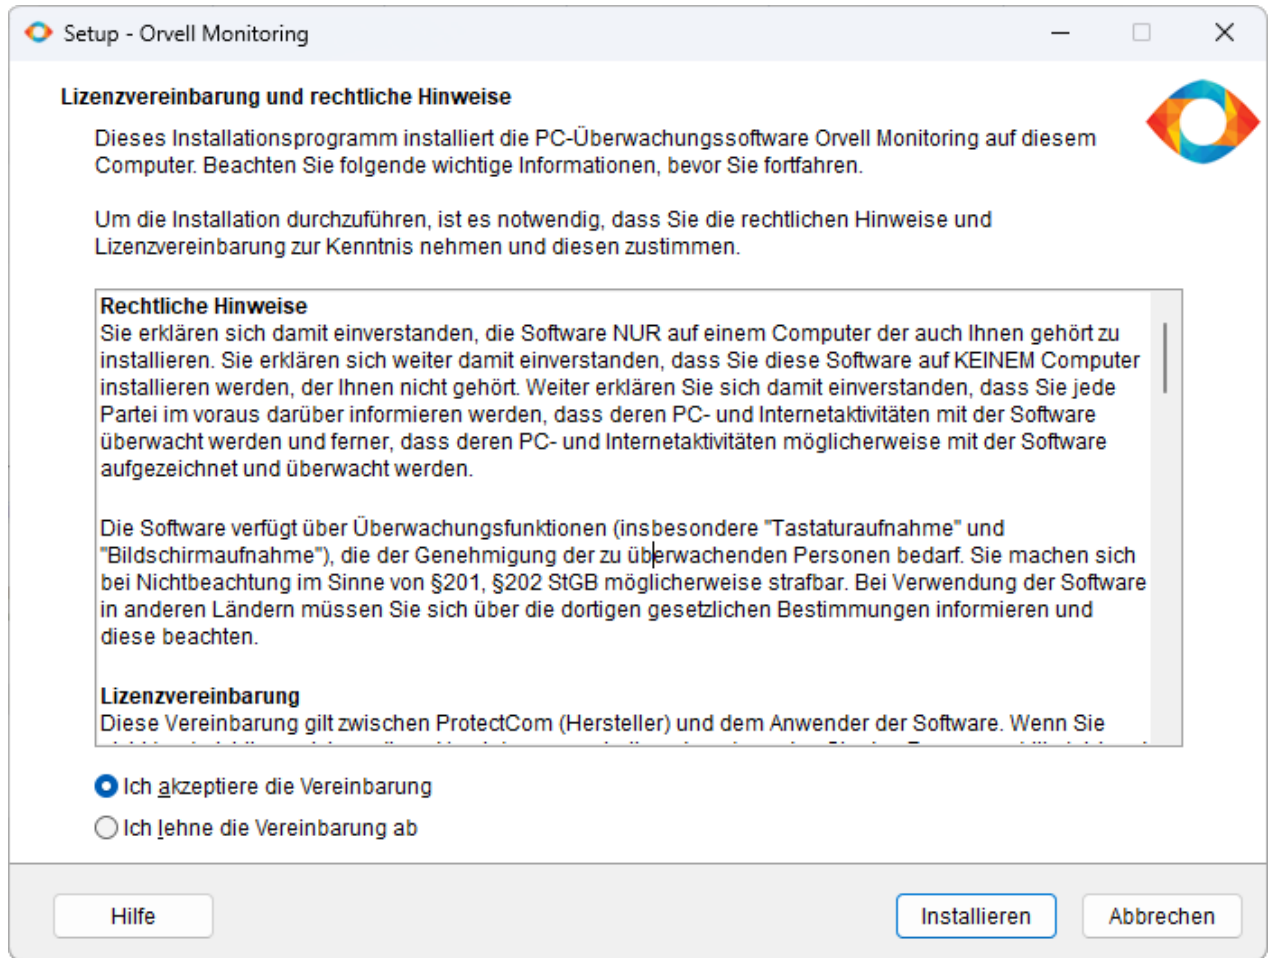 Setup - Orvell Monitoring
Lizenzvereinbarung und rechtliche Hinweise
Dieses Installationsprogramm installiert die PC-Überwachungssoftware Orvell Monitoring auf diesem
Computer. Beachten Sie folgende wichtige Informationen, bevor Sie fortfahren.
Um die Installation durchzuführen, ist es notwendig, dass Sie die rechtlichen Hinweise und
Lizenzvereinbarung zur Kenntnis nehmen und diesen zustimmen.
Rechtliche Hinweise
Sie erklären sich damit einverstanden, die Software NUR auf einem Computer der auch Ihnen gehört zu
installieren. Sie erklären sich weiter damit einverstanden, dass Sie diese Software auf KEINEM Computer
installieren werden, der Ihnen nicht gehört. Weiter erklären Sie sich damit einverstanden, dass Sie jede
Partei im voraus darüber informieren werden, dass deren PC- und Internetaktivitäten mit der Software
überwacht werden und ferner, dass deren PC- und Internetaktivitäten möglicherweise mit der Software
aufgezeichnet und überwacht werden.
Die Software verfügt über Überwachungsfunktionen (insbesondere "Tastaturaufnahme" und
"Bildschirmaufnahme"), die der Genehmigung der zu überwachenden Personen bedarf. Sie machen sich
bei Nichtbeachtung im Sinne von §201, §202 StGB möglicherweise strafbar. Bei Verwendung der Software
in anderen Ländern müssen Sie sich über die dortigen gesetzlichen Bestimmungen informieren und
diese beachten.
Lizenzvereinbarung
Diese Vereinbarung gilt zwischen ProtectCom (Hersteller) und dem Anwender der Software. Wenn Sie
Ich akzeptiere die Vereinbarung
Ich lehne die Vereinbarung ab
Hilfe
Installieren
Abbrechen